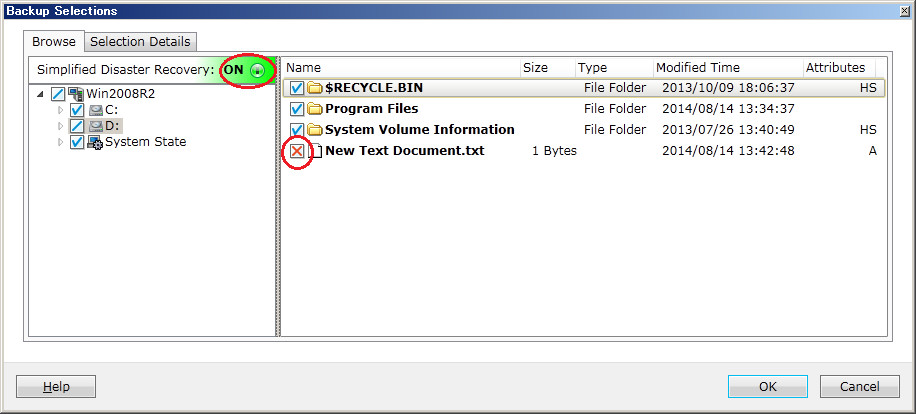 Backup Selections
Browse Selection Details
Simplified Disaster Recovery: ON
Win2008R2
C:
D:
System State
Name Size Type Modified Time Attributes
$RECYCLE.BIN File Folder 2013/10/09 18:06:37 HS
Program Files File Folder 2014/08/14 13:34:37
System Volume Information File Folder 2013/07/26 13:40:49 HS
New Text Document.txt 1 Bytes 2014/08/14 13:42:48 A
Help OK Cancel